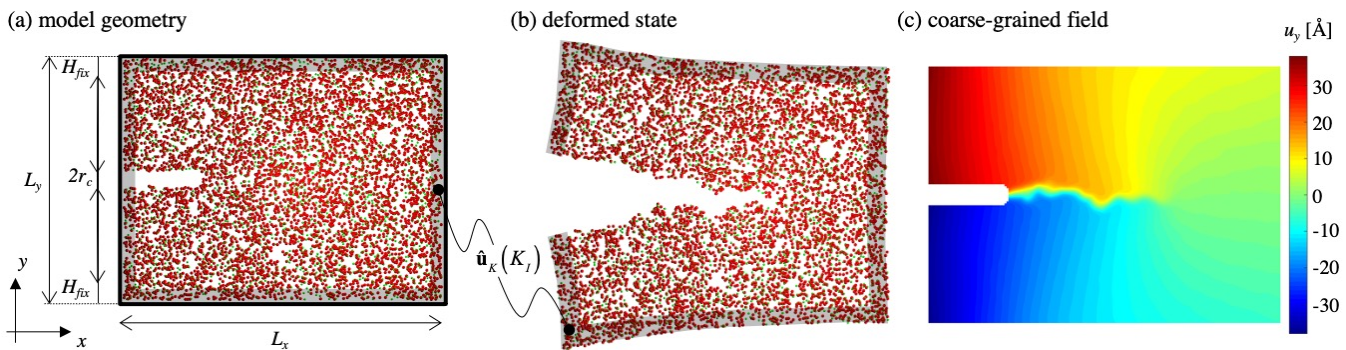 (a) model geometry
(b) deformed state
(c) coarse-grained field
u_y [Å]
H_fix
L_y
2r_c
H_fix
y
x
L_x
û_K(K_I)
30
20
10
0
-10
-20
-30